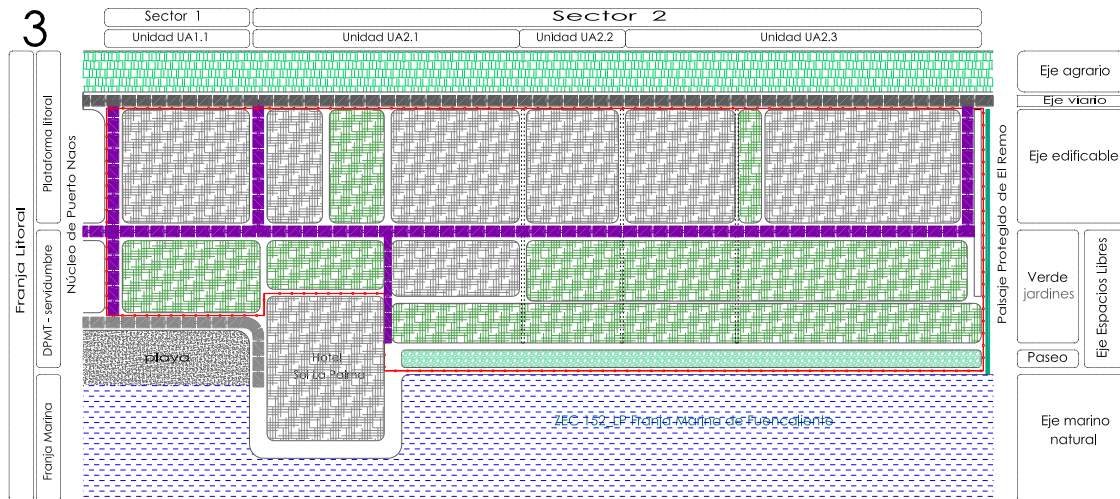 3
Sector 1
Sector 2
Unidad UA1.1
Unidad UA2.1
Unidad UA2.2
Unidad UA2.3
Franja Litoral
Plataforma litoral
DPMT - servidumbre
Franja Marina
Núcleo de Puerto Naos
playa
Hotel
Sol La Palma
ZEC 152_LP Franja Marina de Fuencaliente
Paisaje Protegido de El Remo
Eje agrario
Eje viario
Eje edificable
Verde
jardines
Paseo
Eje Espacios Libres
Eje marino
natural